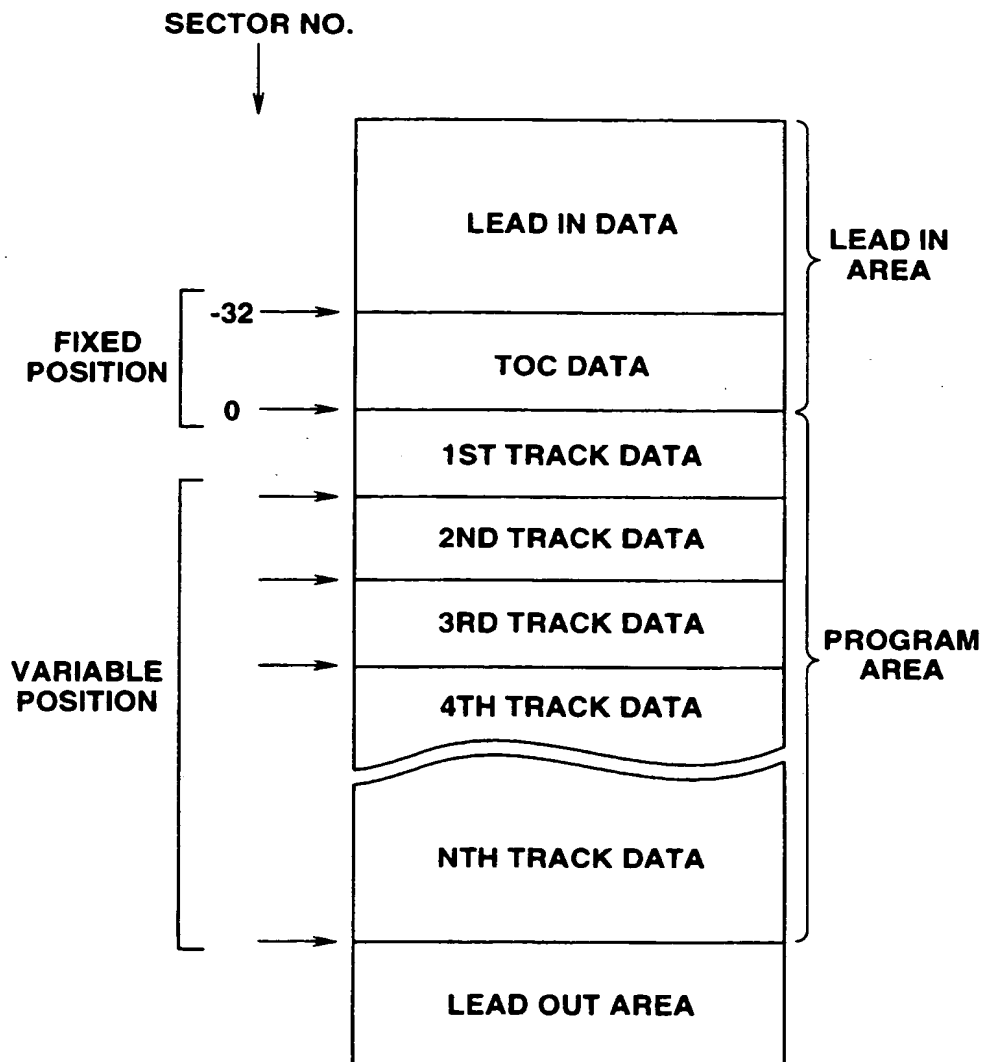 SECTOR NO.
LEAD IN DATA
LEAD IN
AREA
-32
FIXED
POSITION
TOC DATA
0
1ST TRACK DATA
2ND TRACK DATA
3RD TRACK DATA
PROGRAM
AREA
VARIABLE
POSITION
4TH TRACK DATA
NTH TRACK DATA
LEAD OUT AREA